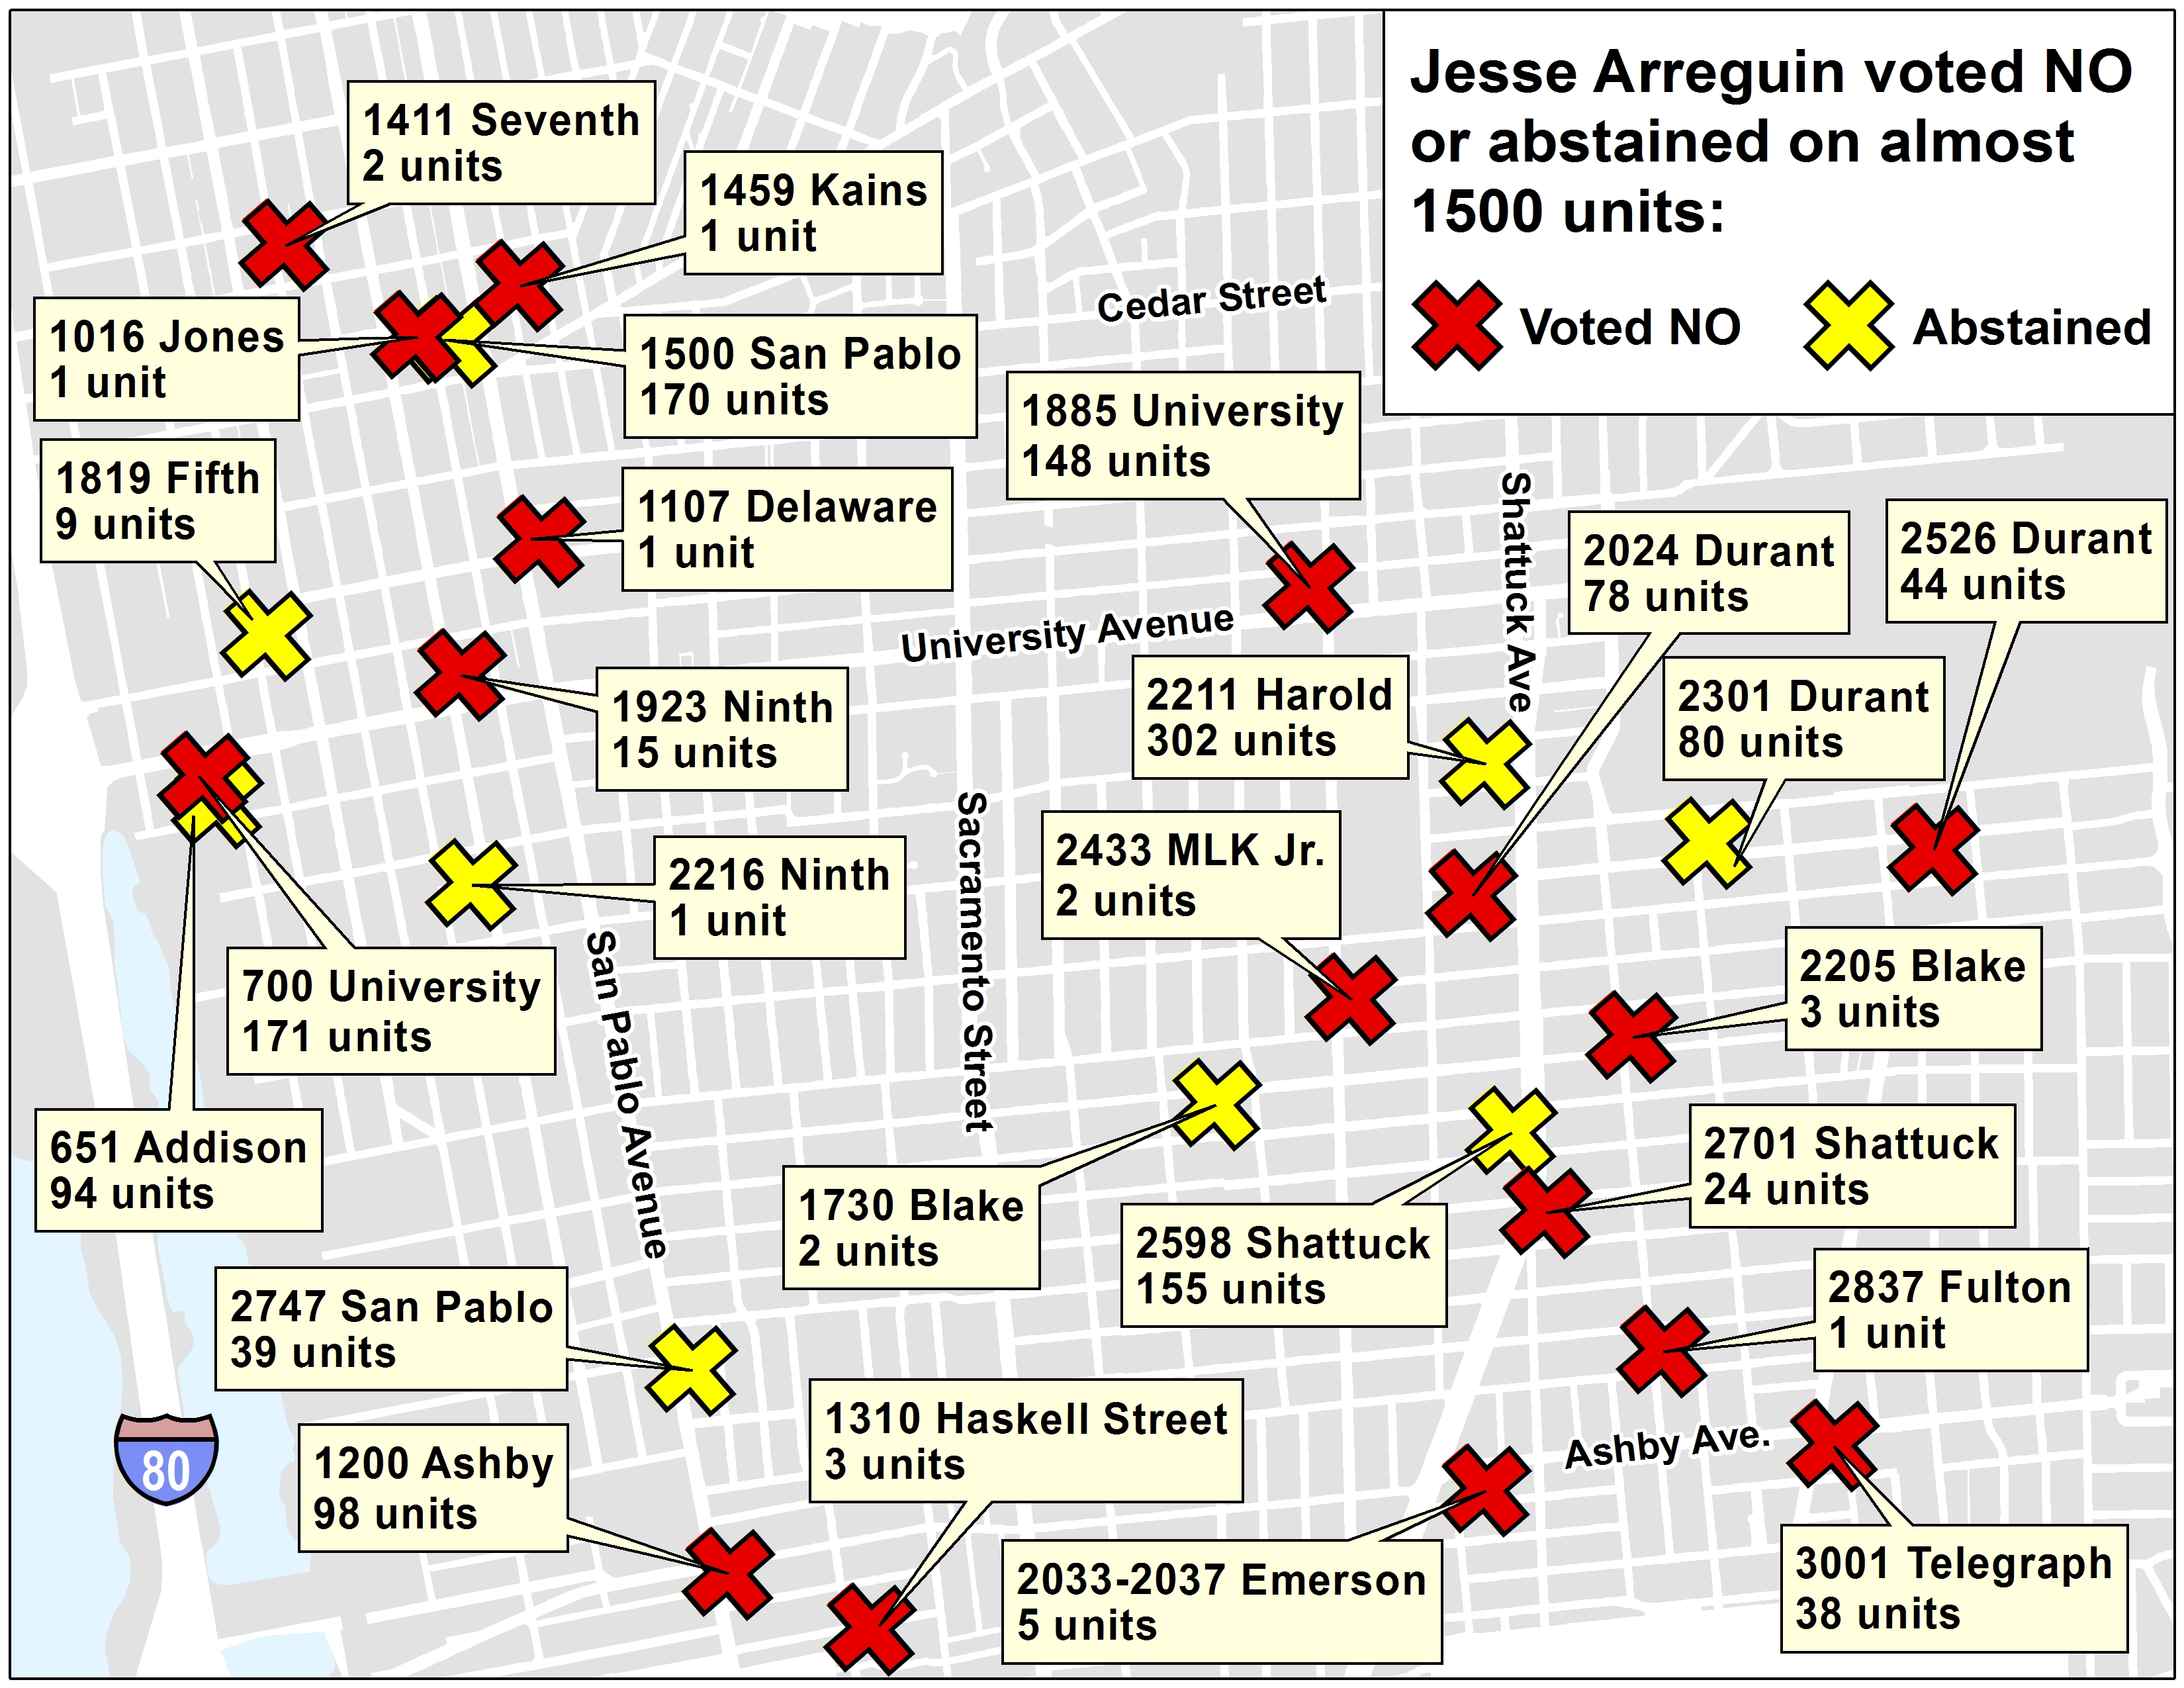 Jesse Arreguin voted NO
or abstained on almost
1500 units:
Voted NO
Abstained
1411 Seventh
2 units
1459 Kains
1 unit
1016 Jones
1 unit
1500 San Pablo
170 units
Cedar Street
1885 University
148 units
1819 Fifth
9 units
1107 Delaware
1 unit
Shattuck Ave
2024 Durant
78 units
2526 Durant
44 units
University Avenue
1923 Ninth
15 units
2211 Harold
302 units
2301 Durant
80 units
2216 Ninth
1 unit
Sacramento Street
2433 MLK Jr.
2 units
San Pablo Avenue
700 University
171 units
2205 Blake
3 units
651 Addison
94 units
1730 Blake
2 units
2598 Shattuck
155 units
2701 Shattuck
24 units
2747 San Pablo
39 units
2837 Fulton
1 unit
1310 Haskell Street
3 units
Ashby Ave.
80
1200 Ashby
98 units
2033-2037 Emerson
5 units
3001 Telegraph
38 units